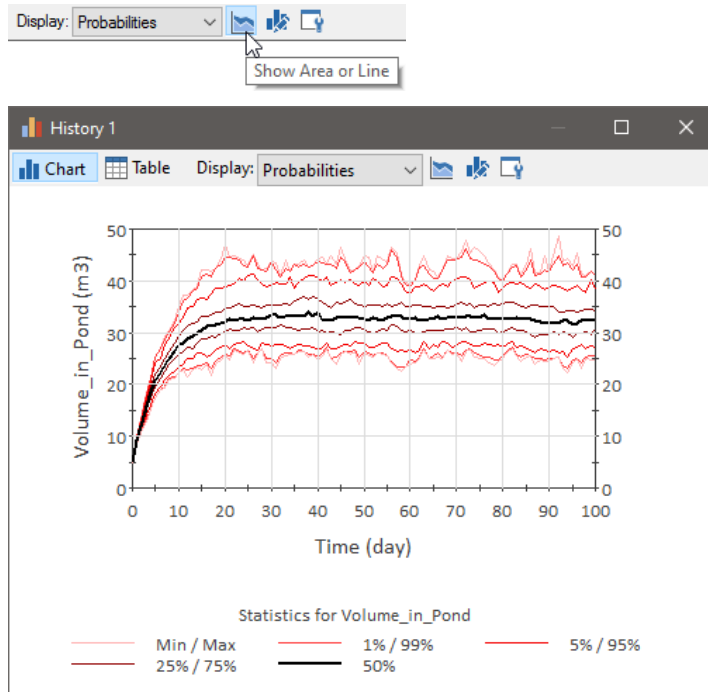 Display: Probabilities
Show Area or Line
History 1
Chart Table Display: Probabilities
50 50
40 40
30 30
20 20
10 10
0 0
Volume_in_Pond (m3)
0 10 20 30 40 50 60 70 80 90 100
Time (day)
Statistics for Volume_in_Pond
Min / Max 1% / 99% 5% / 95%
25% / 75% 50%